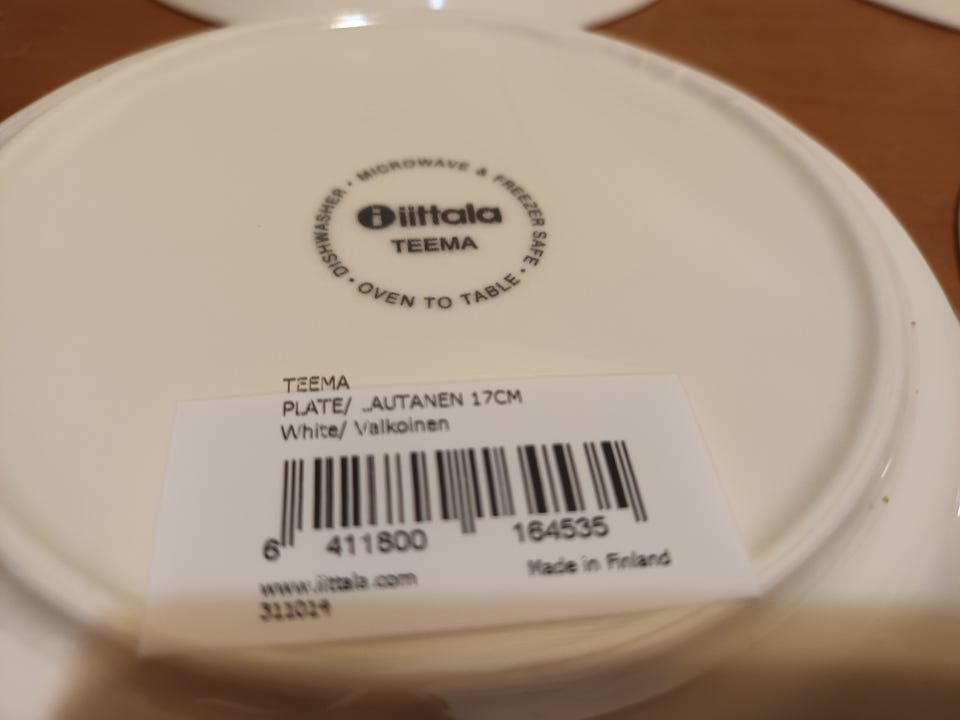 DISHWASHER • MICROWAVE & FREEZER SAFE • OVEN TO TABLE •
iittala
TEEMA
TEEMA
PLATE/ LAUTANEN 17CM
White/ Valkoinen
6 411800 164535
www.iittala.com
Made in Finland